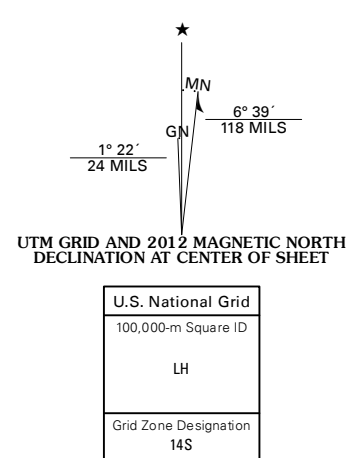 ★
MN
6° 39´
118 MILS
GN
1° 22´
24 MILS
UTM GRID AND 2012 MAGNETIC NORTH
DECLINATION AT CENTER OF SHEET
U.S. National Grid
100,000-m Square ID
LH
Grid Zone Designation
14S